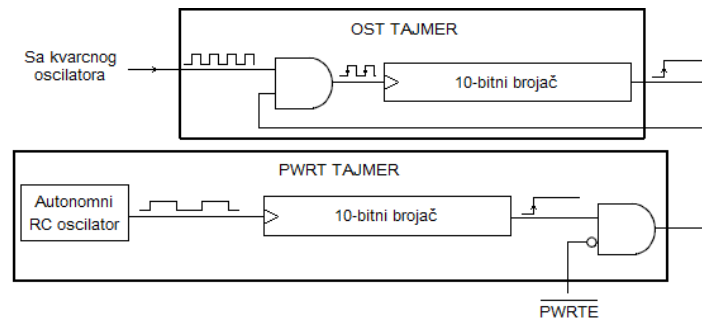 OST TAJMER
Sa kvarcnog
oscilatora
10-bitni brojač
PWRT TAJMER
Autonomni
RC oscilator
10-bitni brojač
PWRTE